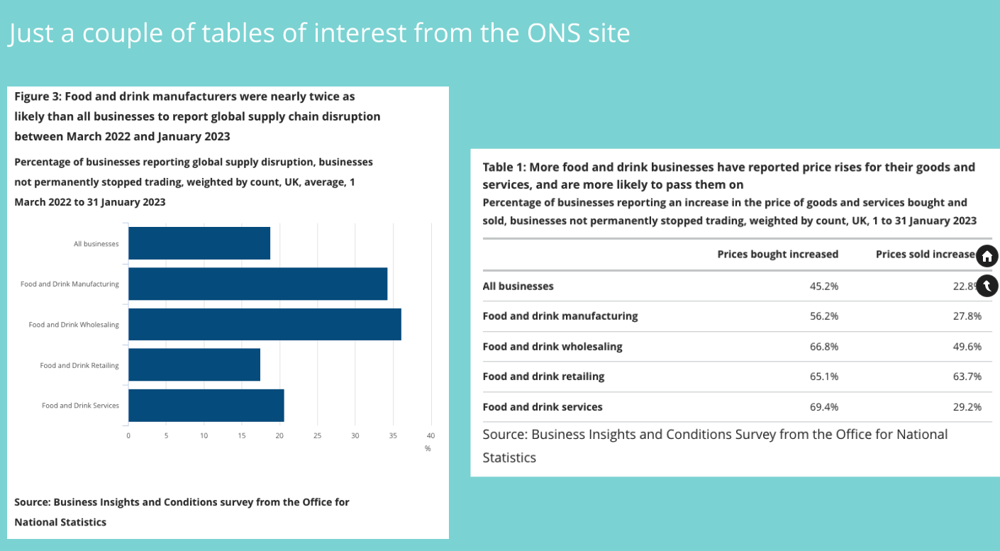 Just a couple of tables of interest from the ONS site
Figure 3: Food and drink manufacturers were nearly twice as
likely than all businesses to report global supply chain disruption
between March 2022 and January 2023
Percentage of businesses reporting global supply disruption, businesses
not permanently stopped trading, weighted by count, UK, average, 1
March 2022 to 31 January 2023
All businesses
Food and Drink Manufacturing
Food and Drink Wholesaling
Food and Drink Retailing
Food and Drink Services
0 5 10 15 20 25 30 35 40
%
Source: Business Insights and Conditions survey from the Office for
National Statistics
Table 1: More food and drink businesses have reported price rises for their goods and
services, and are more likely to pass them on
Percentage of businesses reporting an increase in the price of goods and services bought and
sold, businesses not permanently stopped trading, weighted by count, UK, 1 to 31 January 2023
Prices bought increased Prices sold increase
All businesses 45.2% 22.8%
Food and drink manufacturing 56.2% 27.8%
Food and drink wholesaling 66.8% 49.6%
Food and drink retailing 65.1% 63.7%
Food and drink services 69.4% 29.2%
Source: Business Insights and Conditions Survey from the Office for National
Statistics